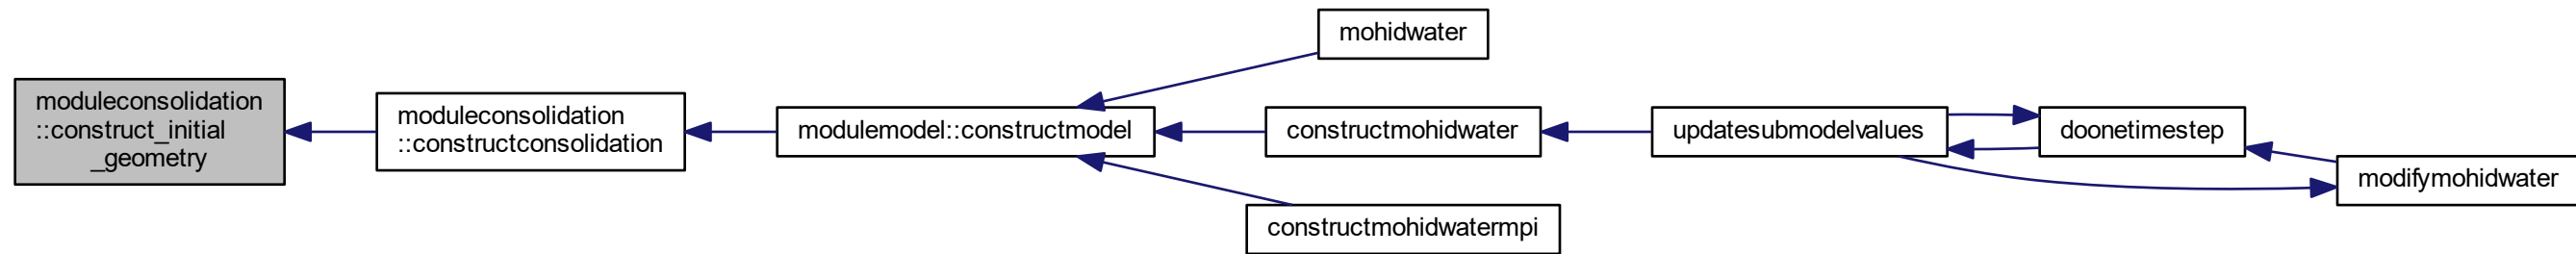 moduleconsolidation
::construct_initial
_geometry
moduleconsolidation
::constructconsolidation
modulemodel::constructmodel
mohidwater
constructmohidwater
constructmohidwatermpi
updatesubmodelvalues
doonetimestep
modifymohidwater